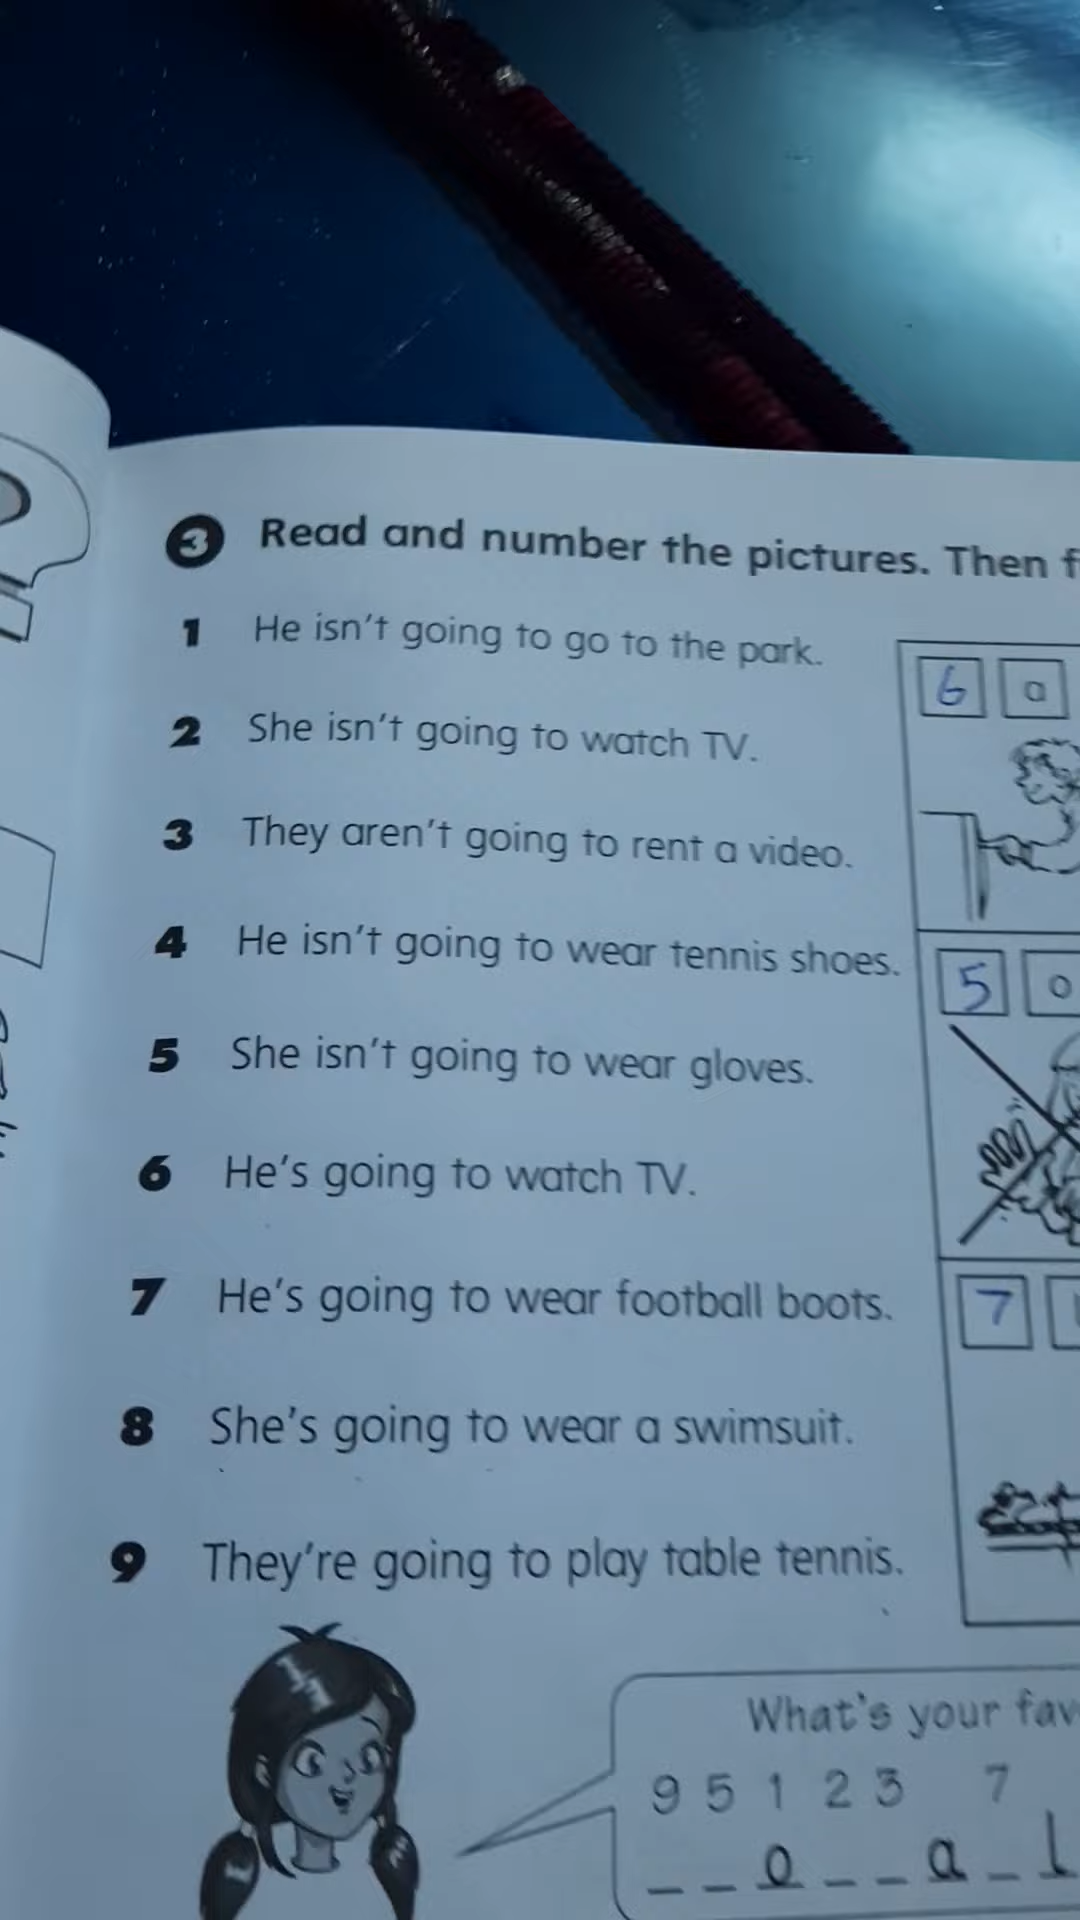 3 Read and number the pictures. Then
1 He isn't going to go to the park.
6 a
2 She isn't going to watch TV.
3 They aren't going to rent a video.
4 He isn't going to wear tennis shoes.
5 o
5 She isn't going to wear gloves.
6 He's going to watch TV.
7 He's going to wear football boots.
7
8 She's going to wear a swimsuit.
9 They're going to play table tennis.
What's your
9 5 1 2 3 7
_ _ o _ _ a _ l